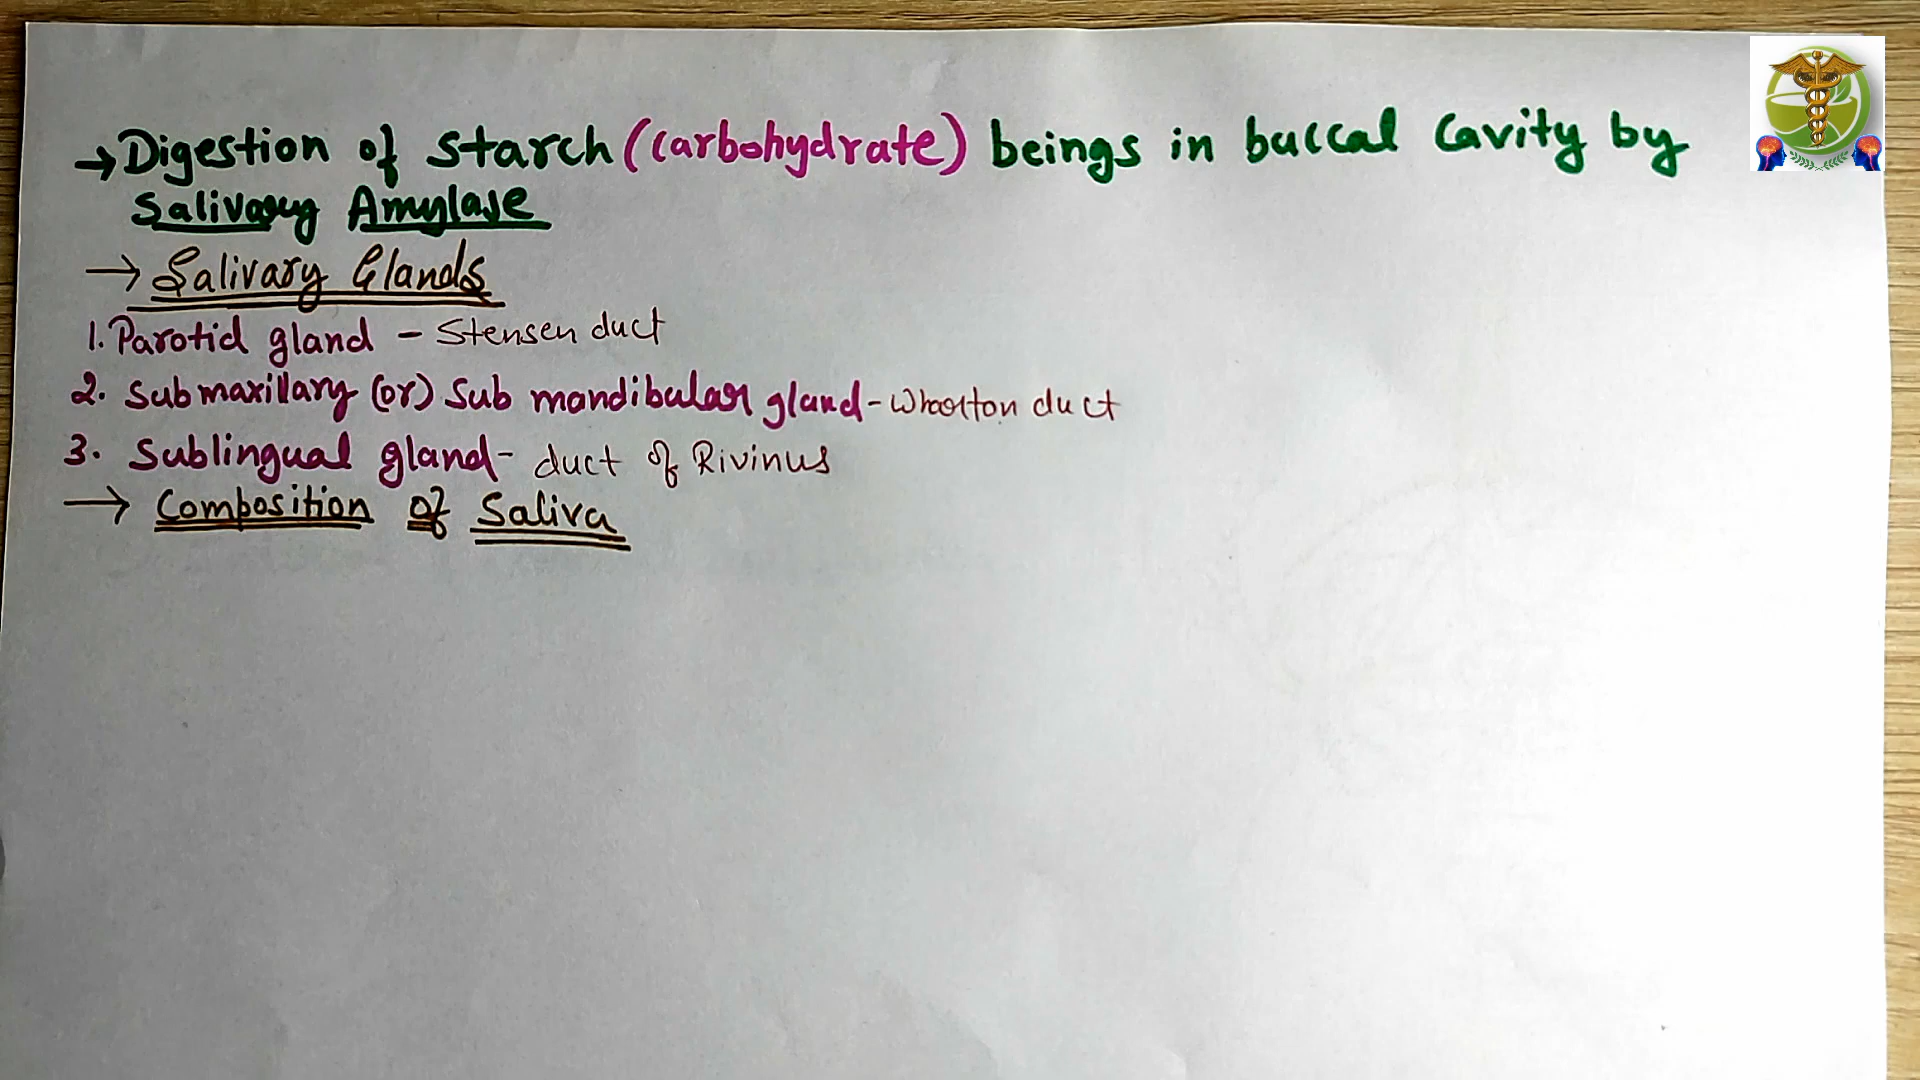 → Digestion of starch (carbohydrate) beings in buccal cavity by
Salivary Amylase
→ Salivary Glands
1. Parotid gland - Stensen duct
2. Submaxillary (or) Sub mandibular gland - Wharton duct
3. Sublingual gland - duct of Rivinus
→ Composition of Saliva